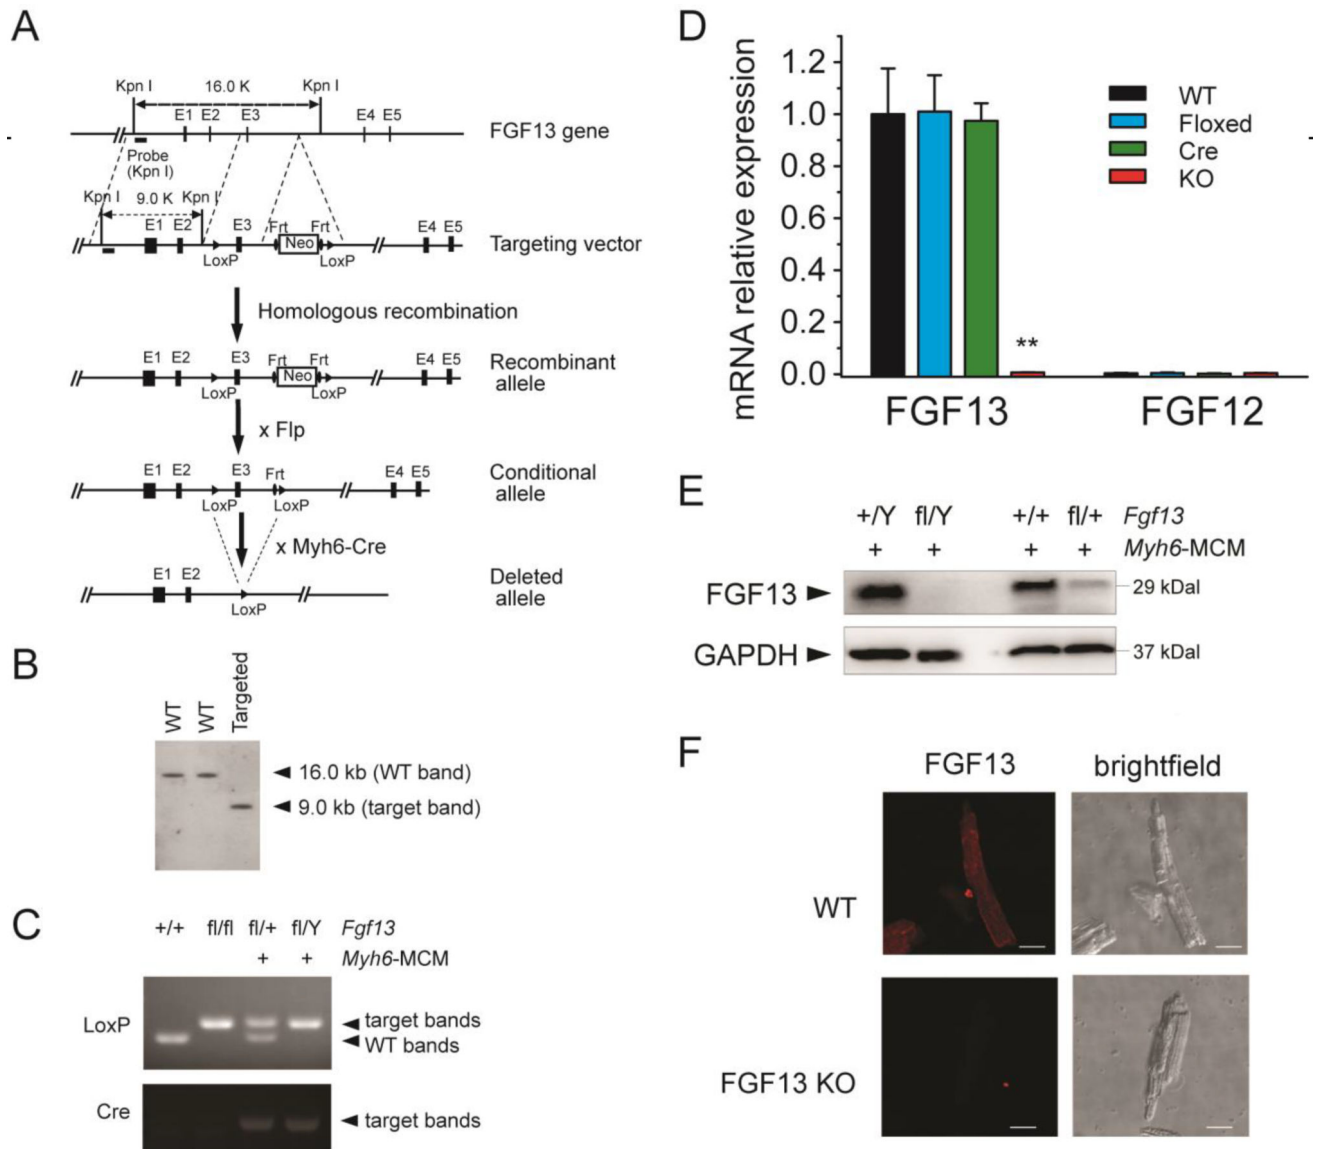 A
Kpn I 16.0 K Kpn I
E1 E2 E3 E4 E5
FGF13 gene
Probe
(Kpn I)
Kpn I 9.0 K Kpn I
E1 E2 E3 Frt Neo Frt E4 E5
LoxP LoxP
Targeting vector
Homologous recombination
E1 E2 E3 Frt Neo Frt E4 E5
LoxP LoxP
Recombinant
allele
x Flp
E1 E2 E3 Frt E4 E5
LoxP LoxP
Conditional
allele
x Myh6-Cre
E1 E2
LoxP
Deleted
allele
B
WT WT Targeted
16.0 kb (WT band)
9.0 kb (target band)
C
+/+ fl/fl fl/+ fl/Y Fgf13
+ + Myh6-MCM
LoxP
target bands
WT bands
Cre
target bands
D
mRNA relative expression
1.2
1.0
0.8
0.6
0.4
0.2
0.0
WT
Floxed
Cre
KO
**
FGF13 FGF12
E
+/Y fl/Y +/+ fl/+ Fgf13
+ + + + Myh6-MCM
FGF13 29 kDal
GAPDH 37 kDal
F
FGF13 brightfield
WT
FGF13 KO